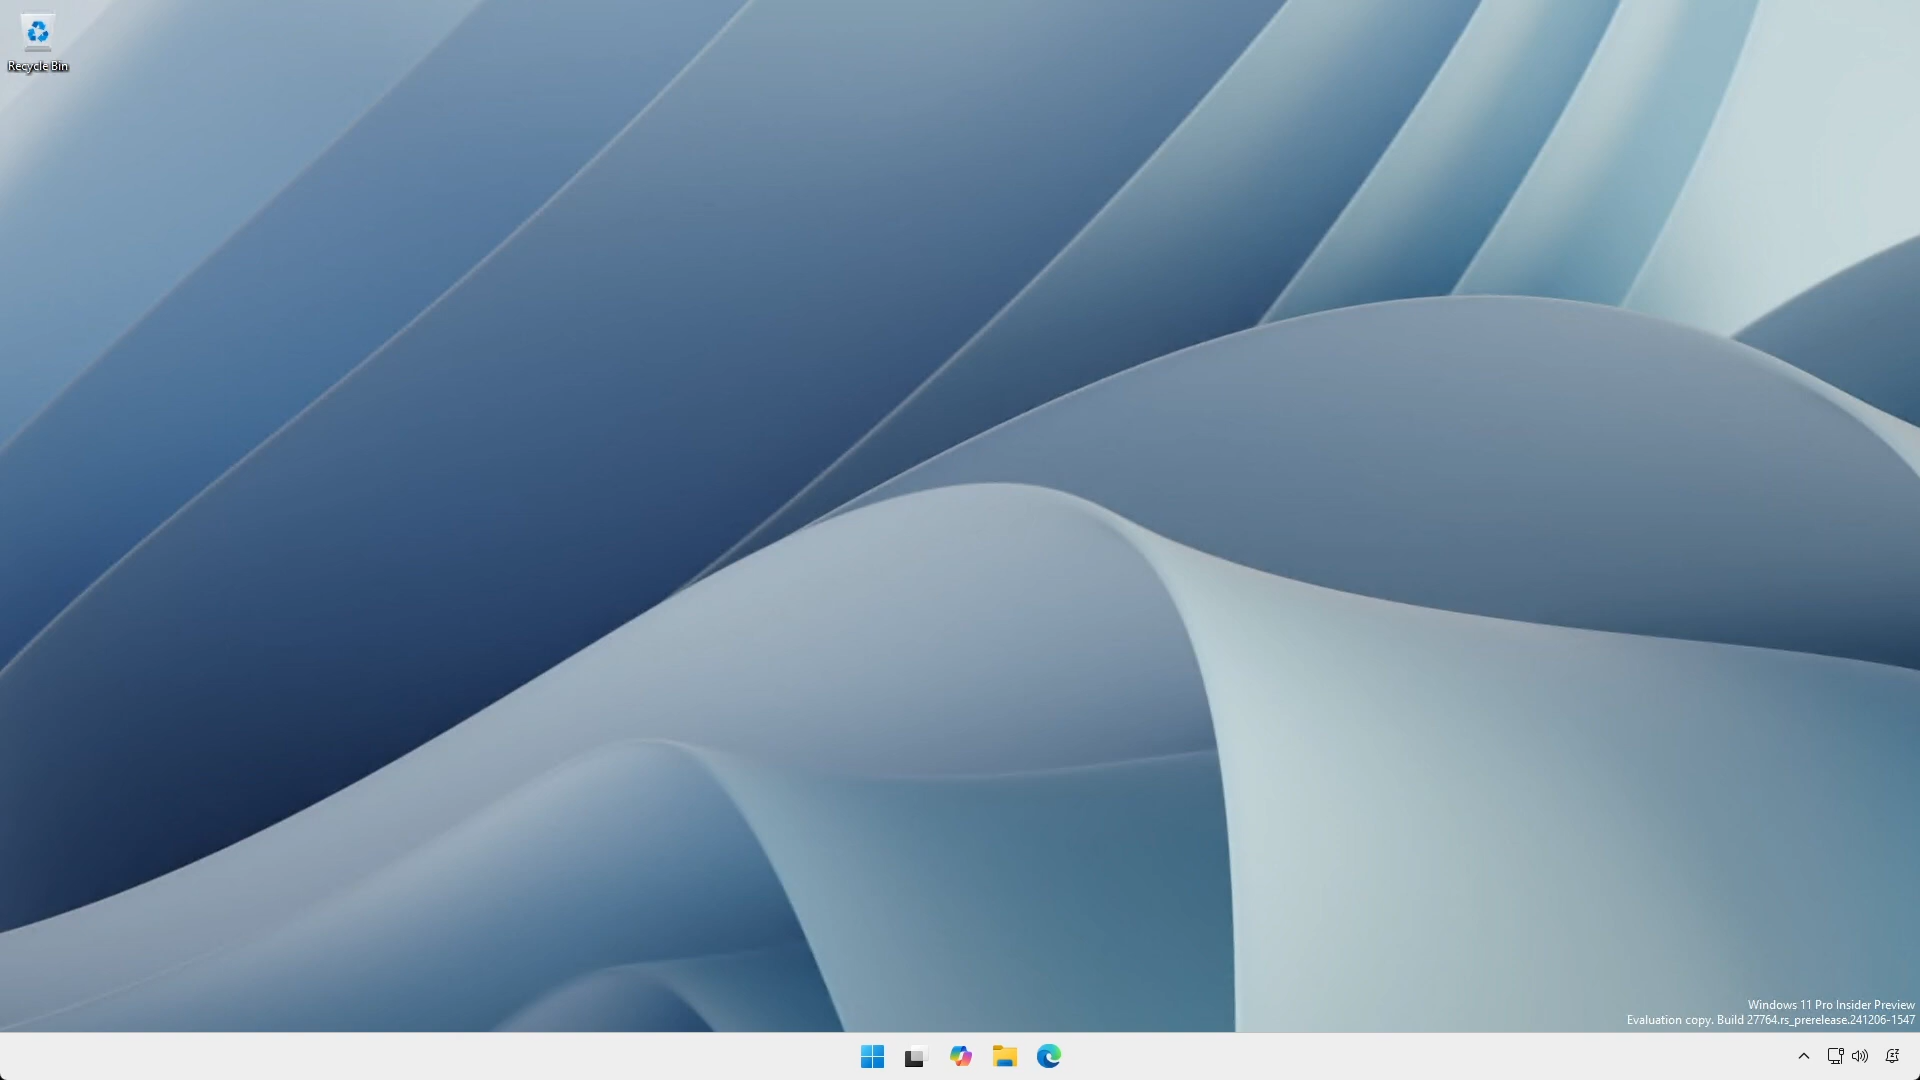 Recycle Bin
Windows 11 Pro Insider Preview
Evaluation copy. Build 27764.rs_prerelease.241206-1547